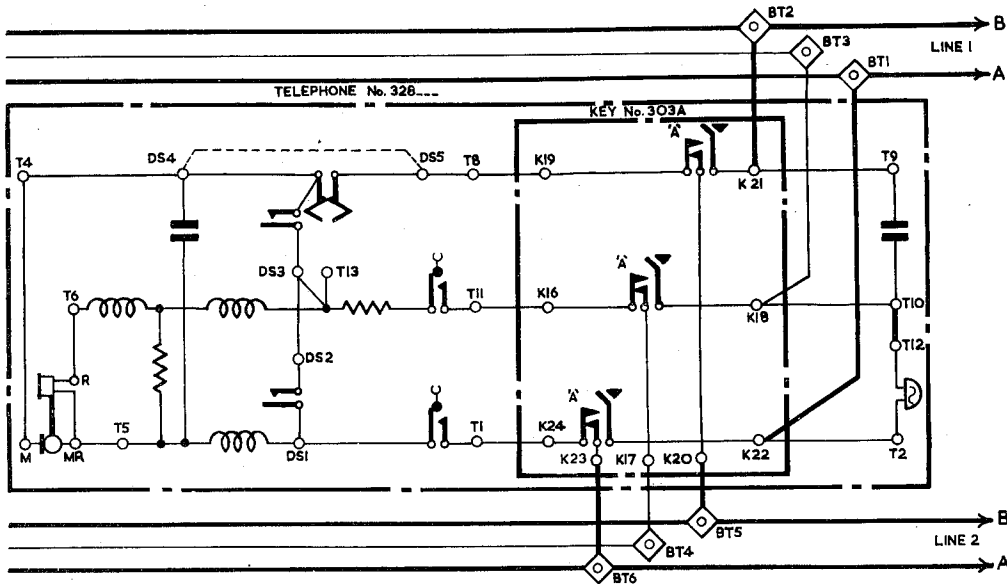 BT2
B
BT3
LINE 1
BT1
A
TELEPHONE No. 328___
KEY No. 303A
T4
DS4
DS5
T8
K19
'A'
K21
T9
'A'
DS3
T13
T6
T11
K16
K18
T10
T12
DS2
R
'A'
T5
T1
K24
K22
M
MR
DS1
K23
K17
K20
T2
B
BT5
LINE 2
BT4
A
BT6